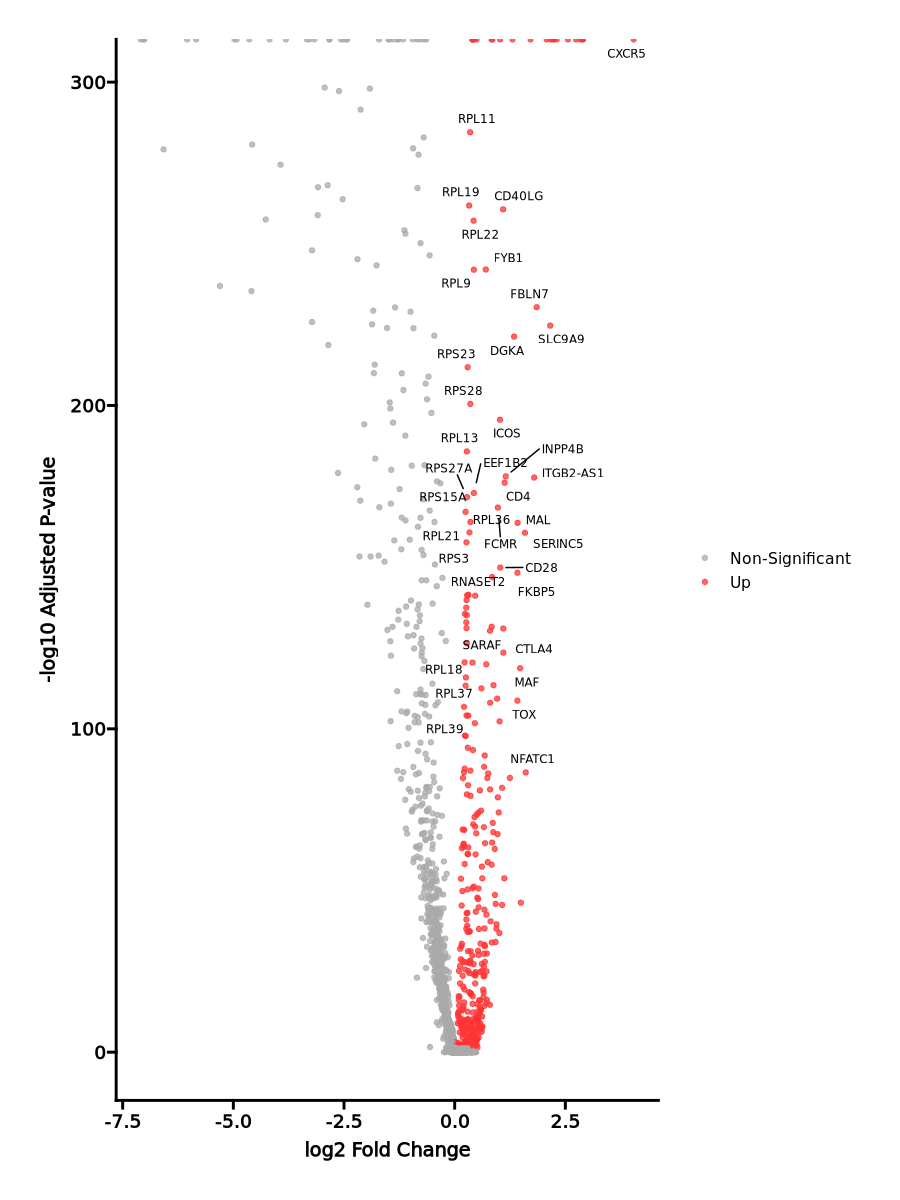 CXCR5
300
RPL11
RPL19
CD40LG
RPL22
FYB1
RPL9
FBLN7
SLC9A9
DGKA
RPS23
RPS28
200
ICOS
RPL13
INPP4B
EEF1B2
RPS27A
ITGB2-AS1
RPS15A
CD4
RPL36
MAL
RPL21
FCMR
SERINC5
RPS3
CD28
RNASET2
FKBP5
SARAF
CTLA4
RPL18
MAF
RPL37
TOX
RPL39
100
NFATC1
0
-7.5
-5.0
-2.5
0.0
2.5
log2 Fold Change
-log10 Adjusted P-value
Non-Significant
Up